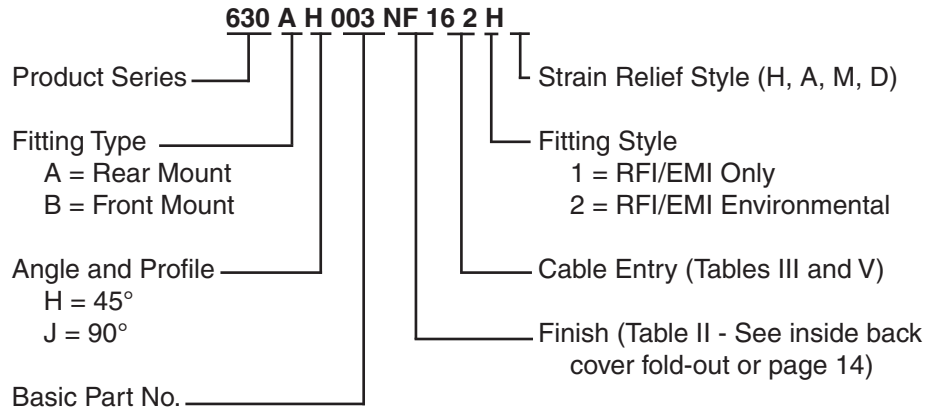 630 A H 003 NF 16 2 H
Product Series
Strain Relief Style (H, A, M, D)
Fitting Type
A = Rear Mount
B = Front Mount
Fitting Style
1 = RFI/EMI Only
2 = RFI/EMI Environmental
Angle and Profile
H = 45°
J = 90°
Cable Entry (Tables III and V)
Finish (Table II - See inside back
cover fold-out or page 14)
Basic Part No.